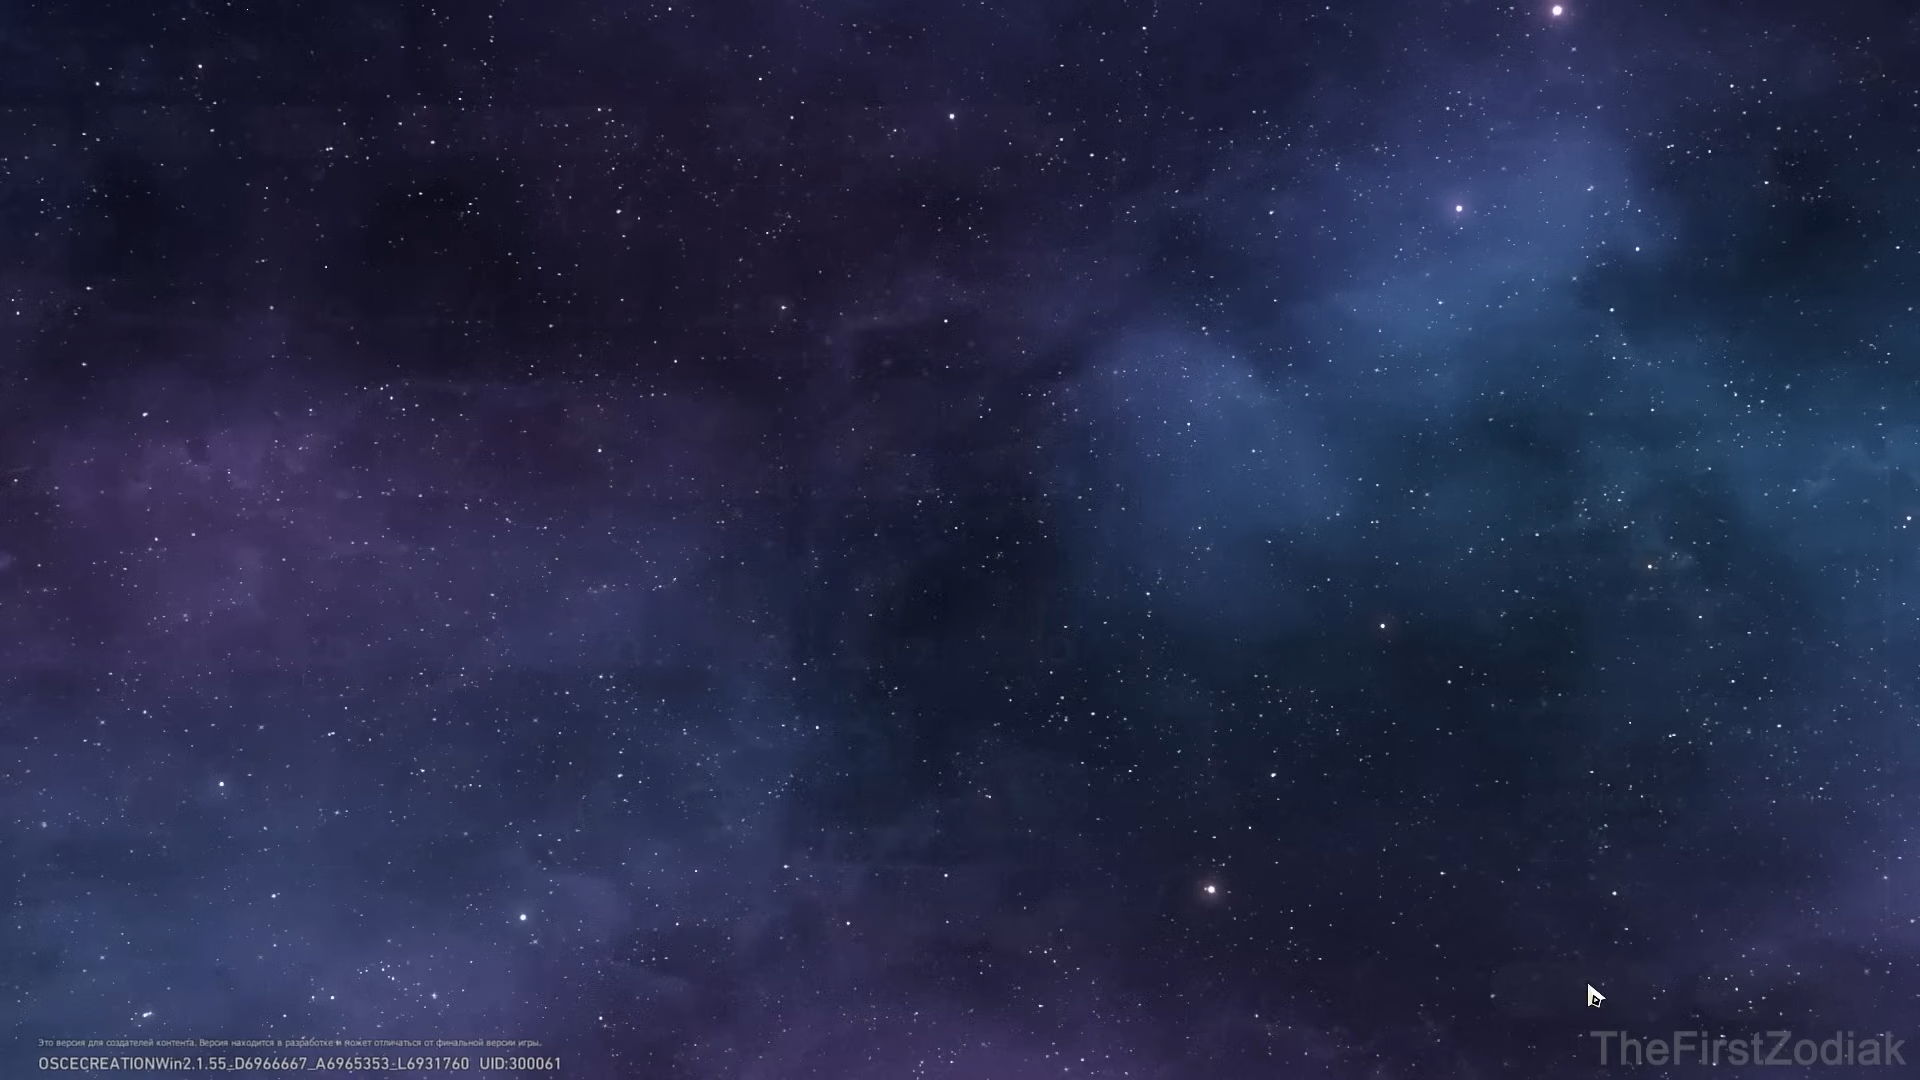 Это версия для создателей контента. Версия находится в разработке и может отличаться от финальной версии игры.
OSCECREATIONWin2.1.55_D6966667_A6965353_L6931760 UID:300061
TheFirstZodiak